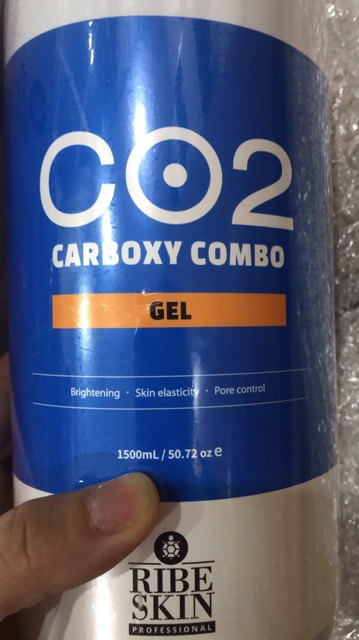 CO2
CARBOXY COMBO
GEL
Brightening · Skin elasticity · Pore control
1500mL / 50.72 oz ℮
RIBE
SKIN
PROFESSIONAL